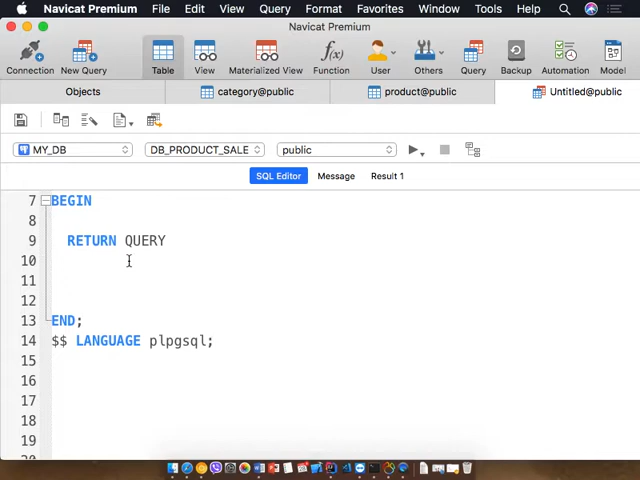 Navicat Premium File Edit View Query Format Favorites Window Tools Help
Navicat Premium
Connection New Query Table View Materialized View Function User Others Query Backup Automation Model
Objects category@public product@public Untitled@public
MY_DB DB_PRODUCT_SALE public
SQL Editor Message Result 1
7 BEGIN
8
9 RETURN QUERY
10
11
12
13 END;
14 $$ LANGUAGE plpgsql;
15
16
17
18
19
20